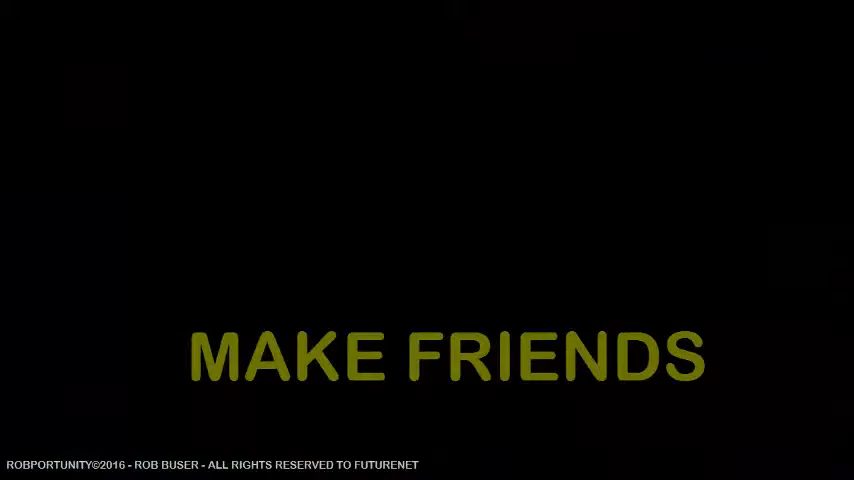 MAKE FRIENDS
ROBPORTUNITY©2016 - ROB BUSER - ALL RIGHTS RESERVED TO FUTURENET